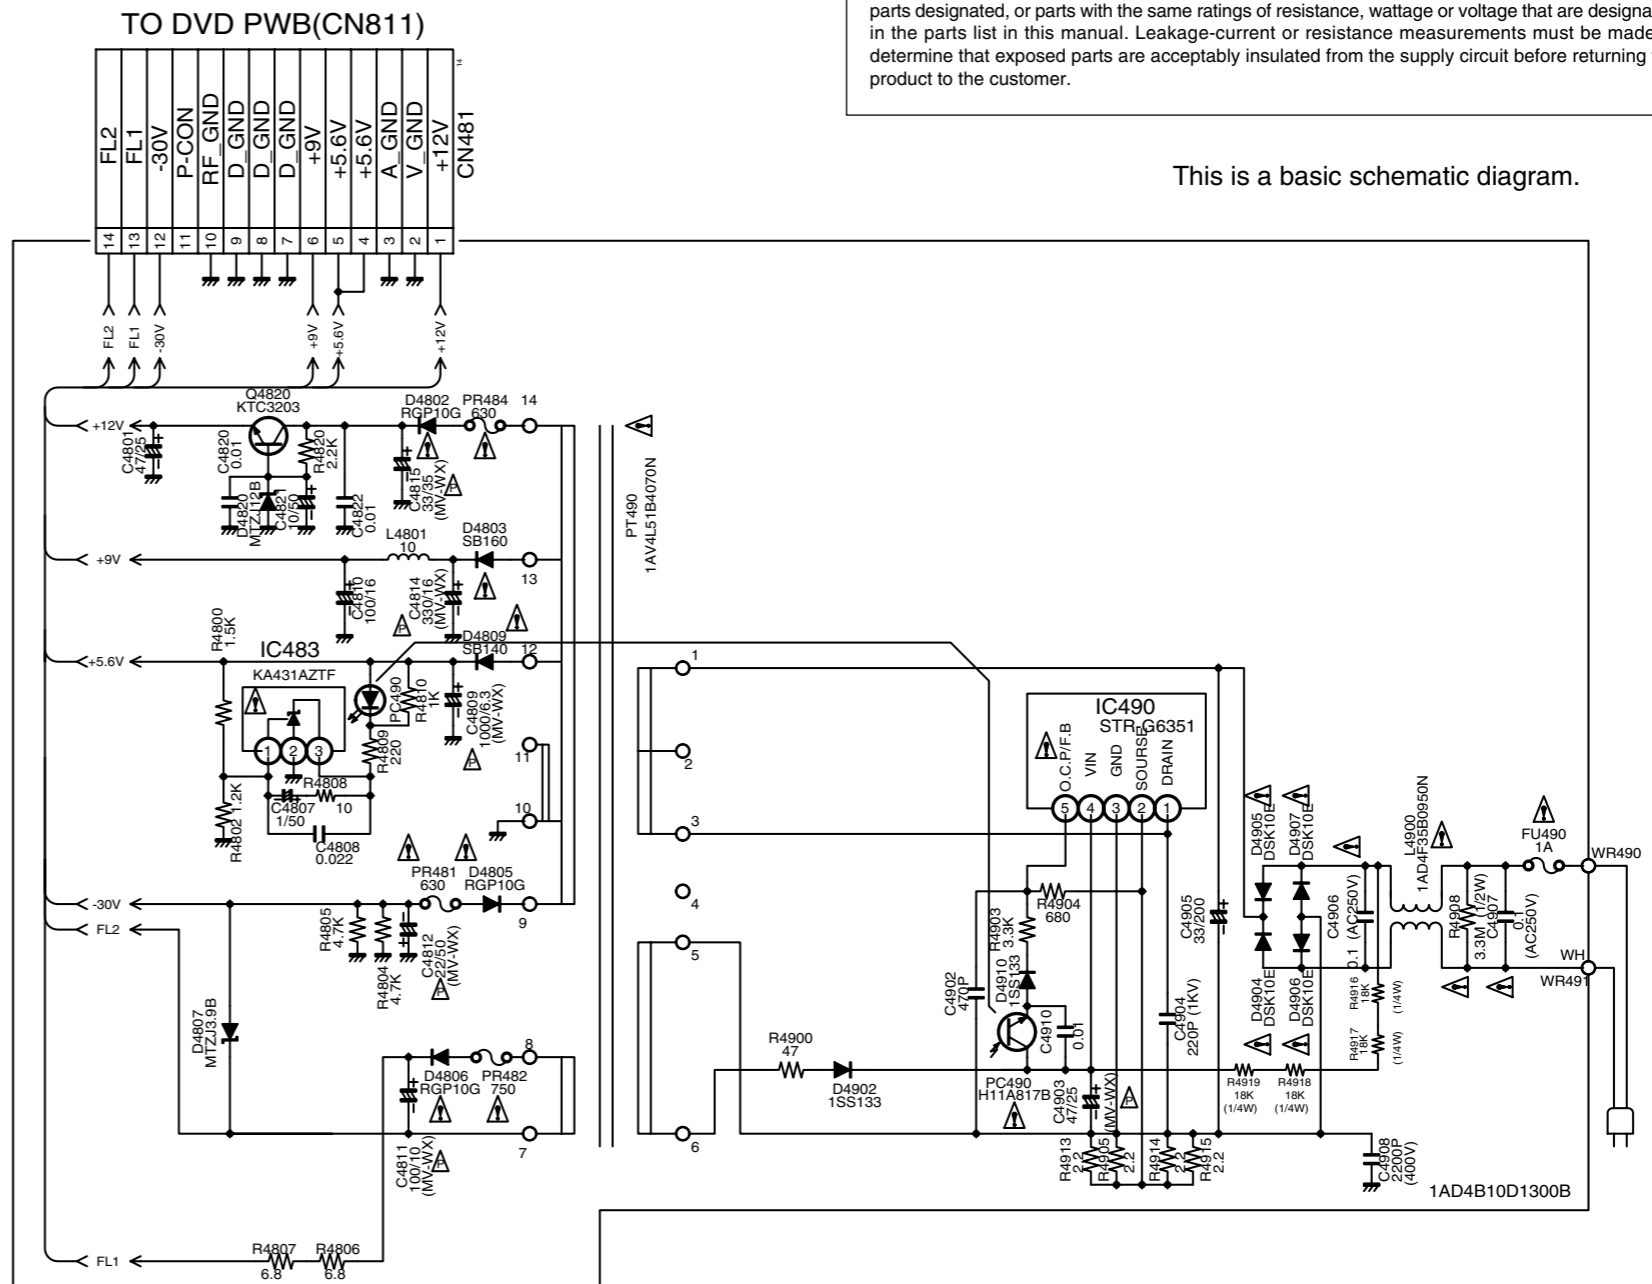 parts designated, or parts with the same ratings of resistance, wattage or voltage that are designa
in the parts list in this manual. Leakage-current or resistance measurements must be made
determine that exposed parts are acceptably insulated from the supply circuit before returning
product to the customer.
This is a basic schematic diagram.
TO DVD PWB(CN811)
FL2
FL1
-30V
P-CON
RF_GND
D_GND
D_GND
D_GND
+9V
+5.6V
+5.6V
A_GND
V_GND
+12V
14
CN481
14 13 12 11 10 9 8 7 6 5 4 3 2 1
FL2
FL1
-30V
+9V
+5.6V
+12V
Q4820
KTC3203
D4802
RGP10G
PR484
630
14
+12V
C4801
47/25
C4820
0.01
R4820
2.2K
D4820
MTZJ12B
C4821
10/50
C4822
0.01
C4815
33/35
(MV-WX)
P
PT490
1AV4L51B4070N
+9V
L4801
10
D4803
SB160
13
C4810
100/16
C4814
330/16
(MV-WX)
P
R4800
1.5K
+5.6V
IC483
KA431AZTF
1 2 3
D4809
SB140
12
PC490
R4810
1K
C4809
1000/6.3
(MV-WX)
P
R4809
220
11
10
R4802 1.2K
R4808
10
C4807
1/50
C4808
0.022
PR481
630
D4805
RGP10G
9
-30V
FL2
R4805
4.7K
R4804
4.7K
C4812
22/50
(MV-WX)
P
D4807
MTZJ3.9B
8
D4806
RGP10G
PR482
750
7
C4811
100/10
(MV-WX)
P
FL1
R4807
6.8
R4806
6.8
1
2
3
4
5
6
IC490
STR-G6351
O.C.P/F.B
VIN
GND
SOURSE
DRAIN
5 4 3 2 1
R4904
680
R4903
3.3K
D4910
1SS133
C4902
470P
C4910
0.01
R4900
47
D4902
1SS133
PC490
H11A817B
C4903
47/25
(MV-WX)
P
C4904
220P (1KV)
C4905
33/200
R4913
2.2
R4905
2.2
R4914
2.2
R4915
2.2
D4905
DSK10E
D4907
DSK10E
D4904
DSK10E
D4906
DSK10E
C4906
0.1 (AC250V)
L4900
1AD4F35B0950N
R4908
3.3M (1/2W)
C4907
0.1
(AC250V)
FU490
1A
WR490
WH
WR491
R4916
18K
(1/4W)
R4917
18K
(1/4W)
R4919
18K
(1/4W)
R4918
18K
(1/4W)
C4908
2200P
(400V)
1AD4B10D1300B